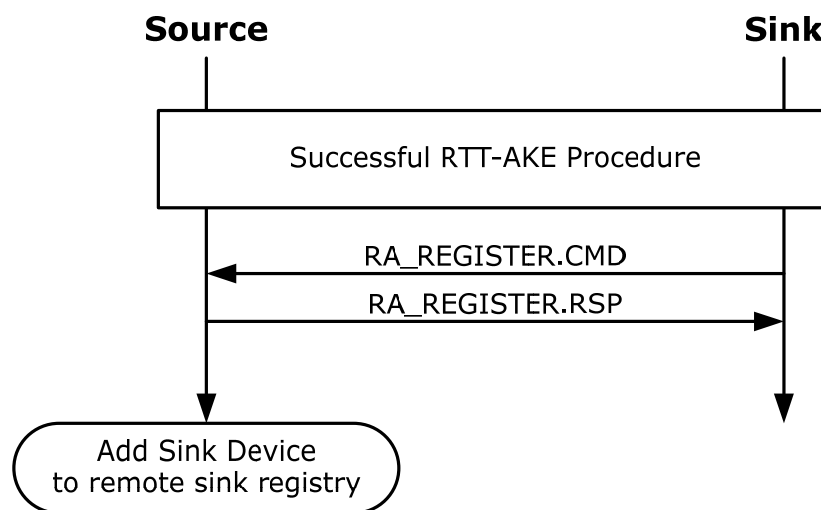 Source
Sink
Successful RTT-AKE Procedure
RA_REGISTER.CMD
RA_REGISTER.RSP
Add Sink Device
to remote sink registry